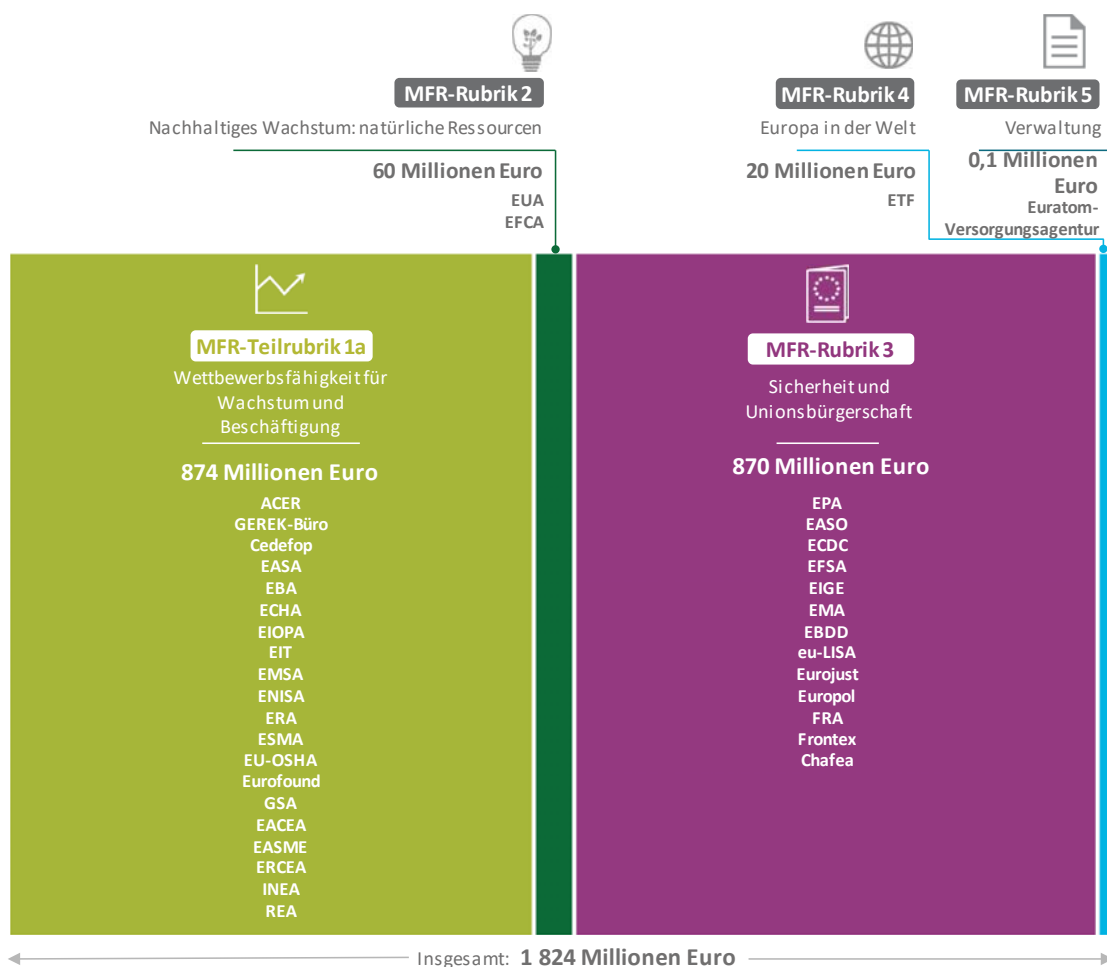 MFR-Rubrik 2
Nachhaltiges Wachstum: natürliche Ressourcen
60 Millionen Euro
EUA
EFCA
MFR-Rubrik 4
Europa in der Welt
20 Millionen Euro
ETF
MFR-Rubrik 5
Verwaltung
0,1 Millionen
Euro
Euratom-
Versorgungsagentur
MFR-Teilrubrik 1a
Wettbewerbsfähigkeit für
Wachstum und
Beschäftigung
874 Millionen Euro
ACER
GEREK-Büro
Cedefop
EASA
EBA
ECHA
EIOPA
EIT
EMSA
ENISA
ERA
ESMA
EU-OSHA
Eurofound
GSA
EACEA
EASME
ERCEA
INEA
REA
MFR-Rubrik 3
Sicherheit und
Unionsbürgerschaft
870 Millionen Euro
EPA
EASO
ECDC
EFSA
EIGE
EMA
EBDD
eu-LISA
Eurojust
Europol
FRA
Frontex
Chafea
Insgesamt: 1 824 Millionen Euro